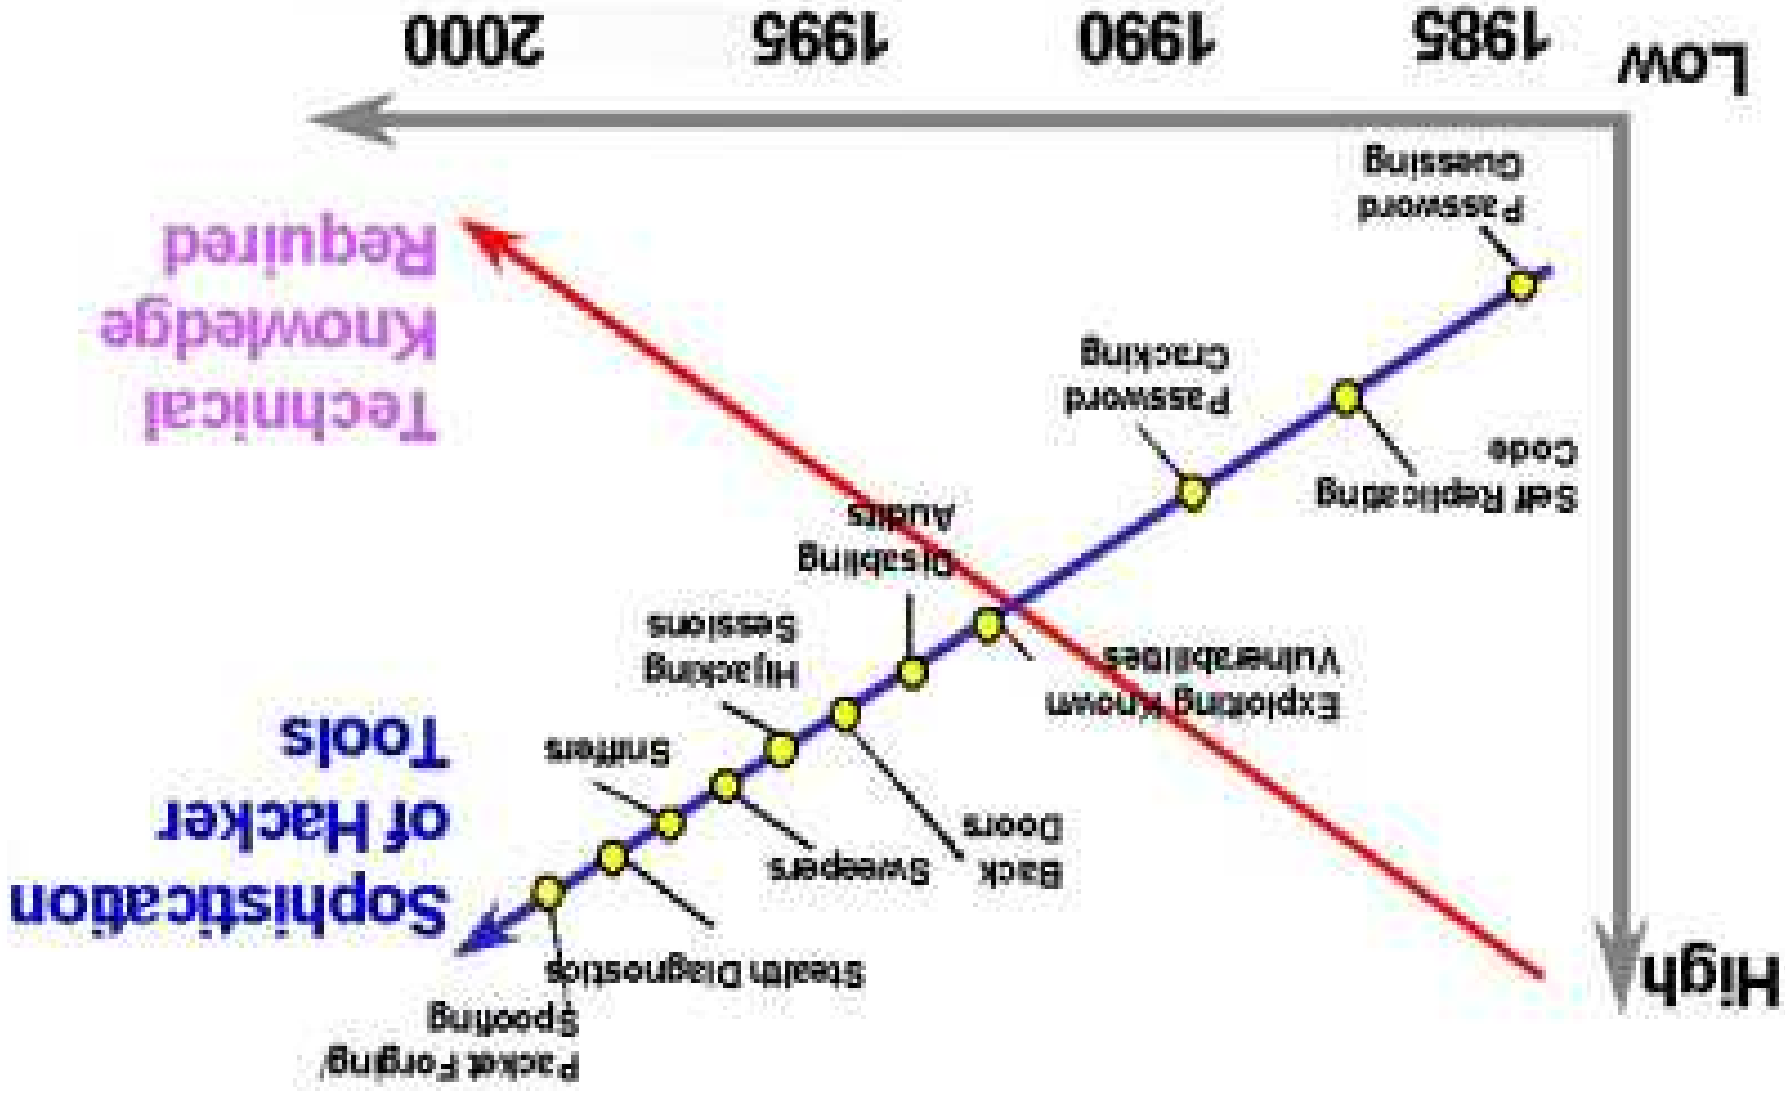 High
Packet Forging/
Spoofing
Stealth Diagnostics
Sophistication
of Hacker
Tools
Back
Doors
Sweepers
Sniffers
Exploiting Known
Vulnerabilities
Hijacking
Sessions
Disabling
Audits
Self Replicating
Code
Password
Cracking
Technical
Knowledge
Required
Password
Guessing
Low
1985
1990
1995
2000